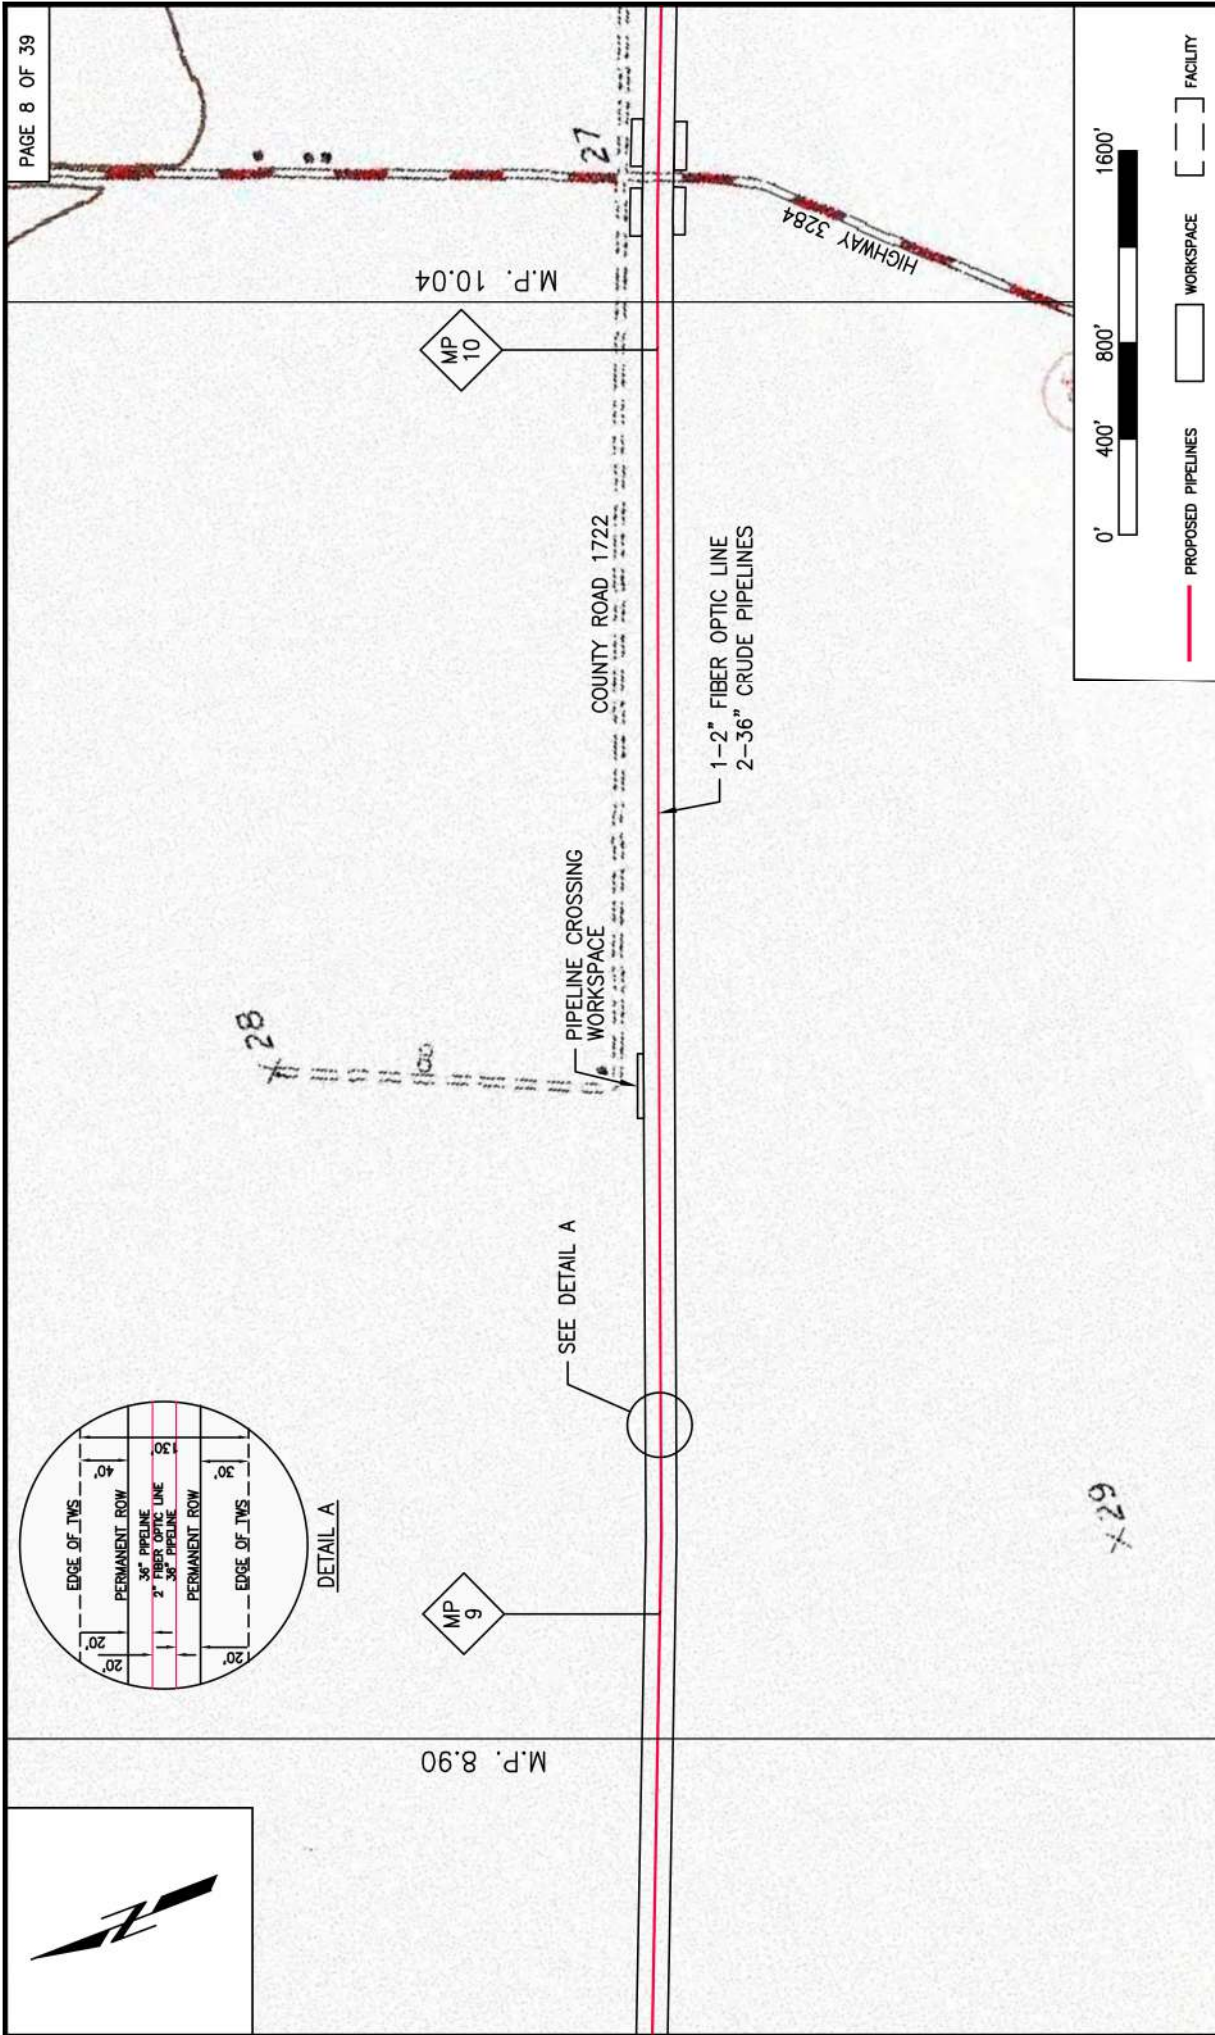 PAGE 8 OF 39
M.P. 8.90
M.P. 10.04
EDGE OF TWS
PERMANENT ROW
36" PIPELINE
2" FIBER OPTIC LINE
36" PIPELINE
PERMANENT ROW
EDGE OF TWS
20'
20'
20'
40'
130'
30'
DETAIL A
MP
9
MP
10
28
27
29
SEE DETAIL A
PIPELINE CROSSING
WORKSPACE
COUNTY ROAD 1722
HIGHWAY 3284
1-2" FIBER OPTIC LINE
2-36" CRUDE PIPELINES
0'
400'
800'
1600'
PROPOSED PIPELINES
WORKSPACE
FACILITY